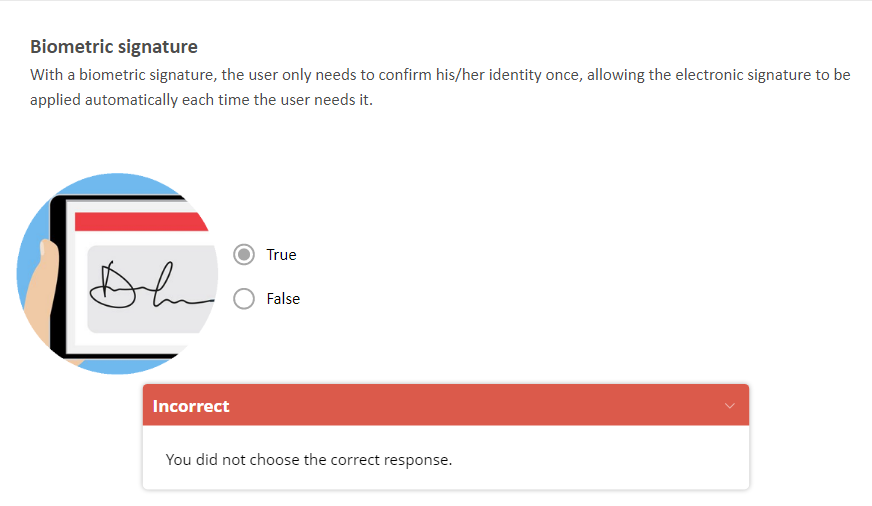 Biometric signature
With a biometric signature, the user only needs to confirm his/her identity once, allowing the electronic signature to be
applied automatically each time the user needs it.
True
False
Incorrect
You did not choose the correct response.